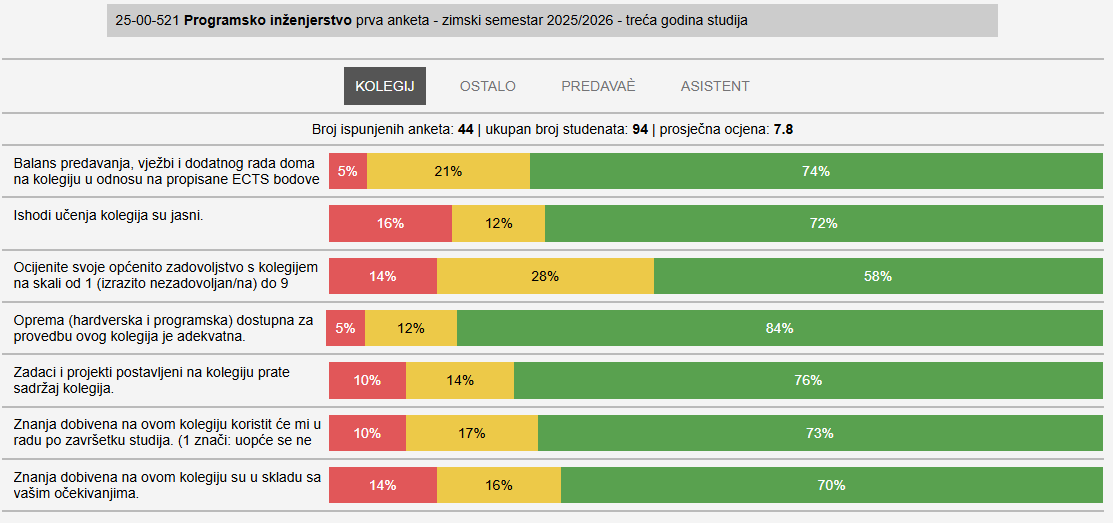 25-00-521 Programsko inženjerstvo prva anketa - zimski semestar 2025/2026 - treća godina studija
KOLEGIJ OSTALO PREDAVAĖ ASISTENT
Broj ispunjenih anketa: 44 | ukupan broj studenata: 94 | prosječna ocjena: 7.8
Balans predavanja, vježbi i dodatnog rada doma
na kolegiju u odnosu na propisane ECTS bodove
5% 21% 74%
Ishodi učenja kolegija su jasni.
16% 12% 72%
Ocijenite svoje općenito zadovoljstvo s kolegijem
na skali od 1 (izrazito nezadovoljan/na) do 9
14% 28% 58%
Oprema (hardverska i programska) dostupna za
provedbu ovog kolegija je adekvatna.
5% 12% 84%
Zadaci i projekti postavljeni na kolegiju prate
sadržaj kolegija.
10% 14% 76%
Znanja dobivena na ovom kolegiju koristit će mi u
radu po završetku studija. (1 znači: uopće se ne
10% 17% 73%
Znanja dobivena na ovom kolegiju su u skladu sa
vašim očekivanjima.
14% 16% 70%